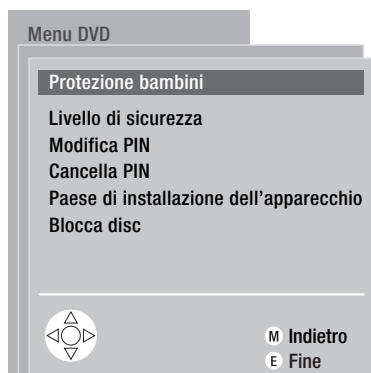 Menu DVD
Protezione bambini
Livello di sicurezza
Modifica PIN
Cancella PIN
Paese di installazione dell'apparecchio
Blocca disc
M Indietro
E Fine